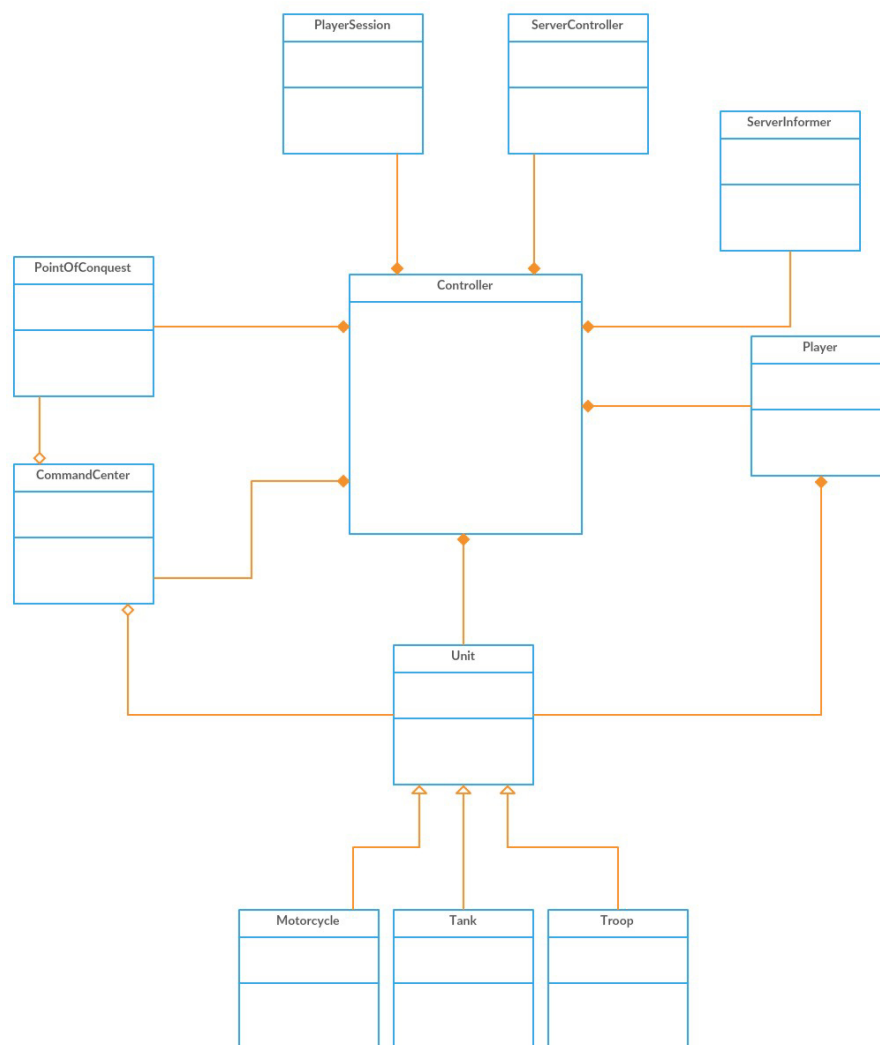 PlayerSession
ServerController
ServerInformer
PointOfConquest
Controller
Player
CommandCenter
Unit
Motorcycle
Tank
Troop